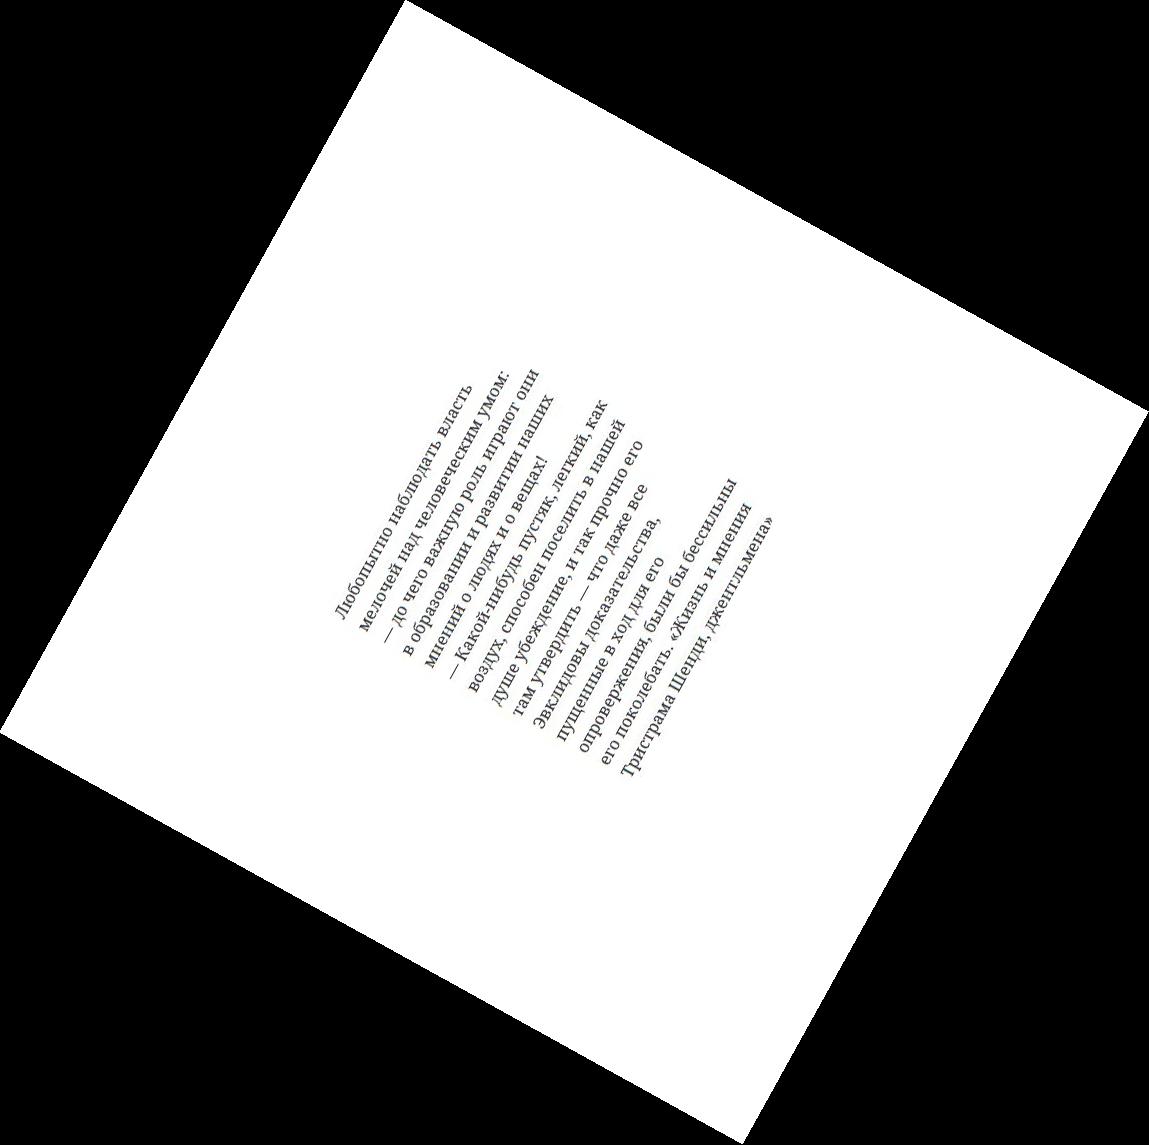 Любопытно наблюдать власть
мелочей над человеческим умом:
— до чего важную роль играют они
в образовании и развитии наших
мнений о людях и о вещах!
— Какой-нибудь пустяк, легкий, как
воздух, способен поселить в нашей
душе убеждение, и так прочно его
там утвердить — что даже все
Эвклидовы доказательства,
пущенные в ход для его
опровержения, были бы бессильны
его поколебать. «Жизнь и мнения
Тристрама Шенди, джентльмена»